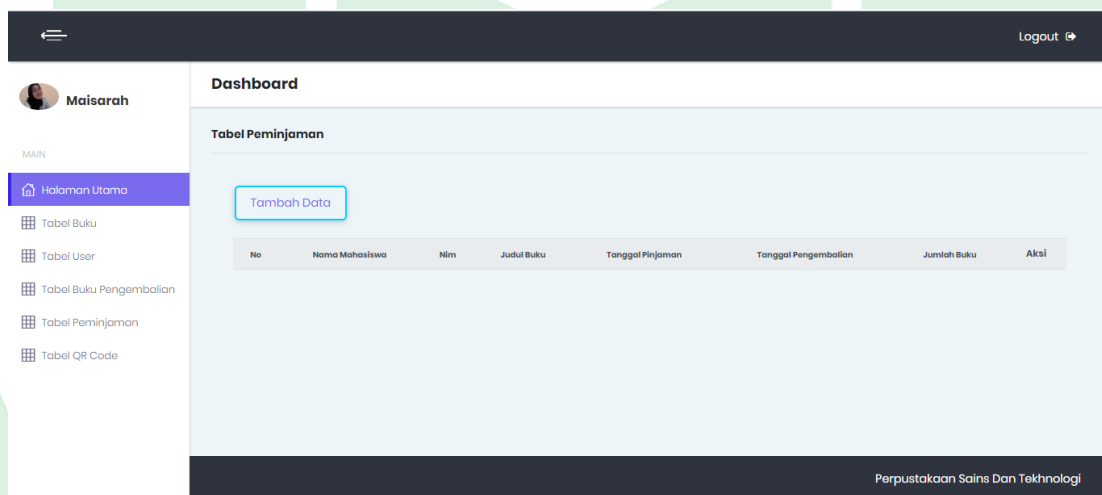 Logout
Maisarah
Dashboard
MAIN
Halaman Utama
Tabel Buku
Tabel User
Tabel Buku Pengembalian
Tabel Peminjaman
Tabel QR Code
Tabel Peminjaman
Tambah Data
No Nama Mahasiswa Nim Judul Buku Tanggal Pinjaman Tanggal Pengembalian Jumlah Buku Aksi
Perpustakaan Sains Dan Tekhnologi